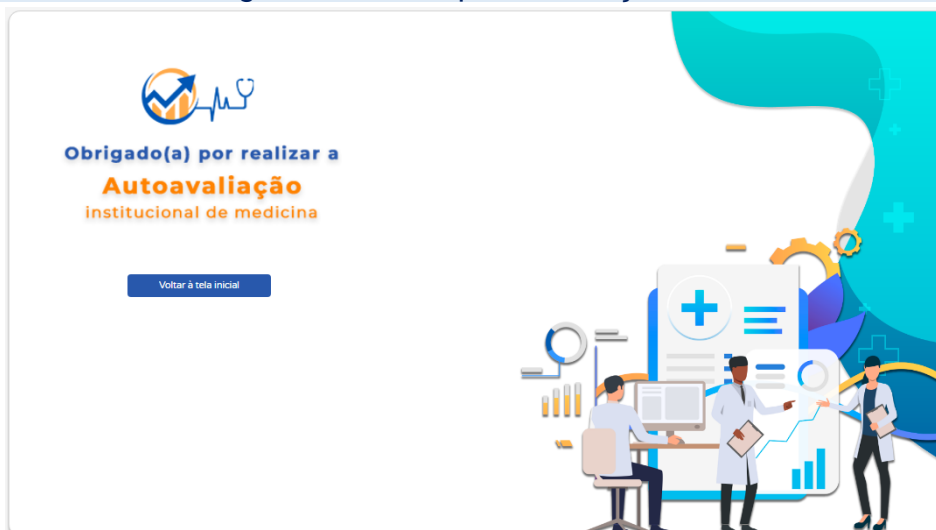 Obrigado(a) por realizar a
Autoavaliação
institucional de medicina
Voltar à tela inicial